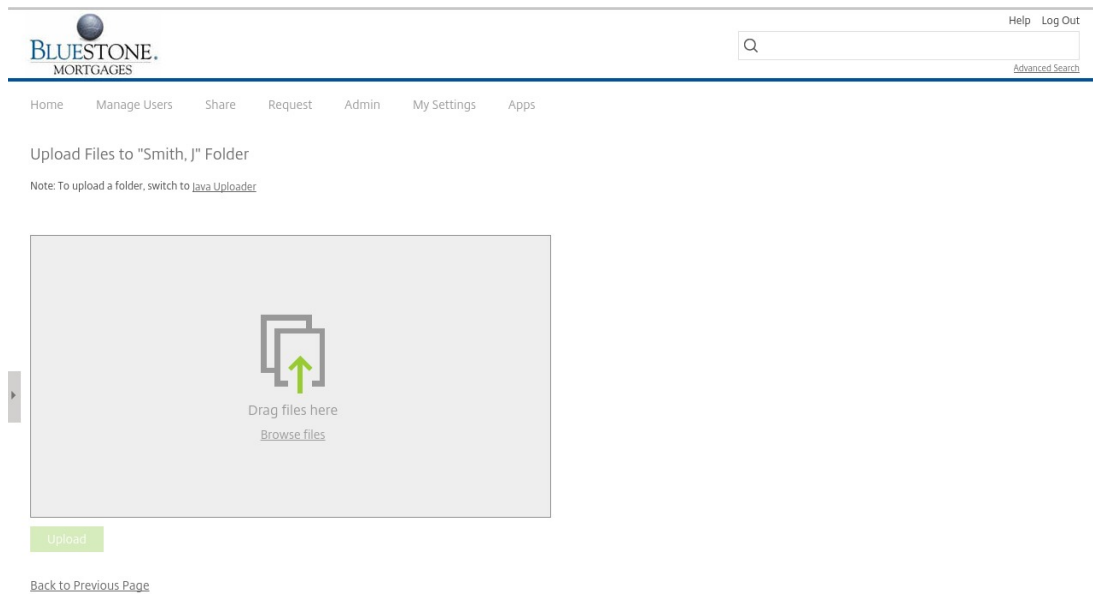 Help Log Out
BLUESTONE.
MORTGAGES
Advanced Search
Home Manage Users Share Request Admin My Settings Apps
Upload Files to "Smith, J" Folder
Note: To upload a folder, switch to Java Uploader
Drag files here
Browse files
Upload
Back to Previous Page